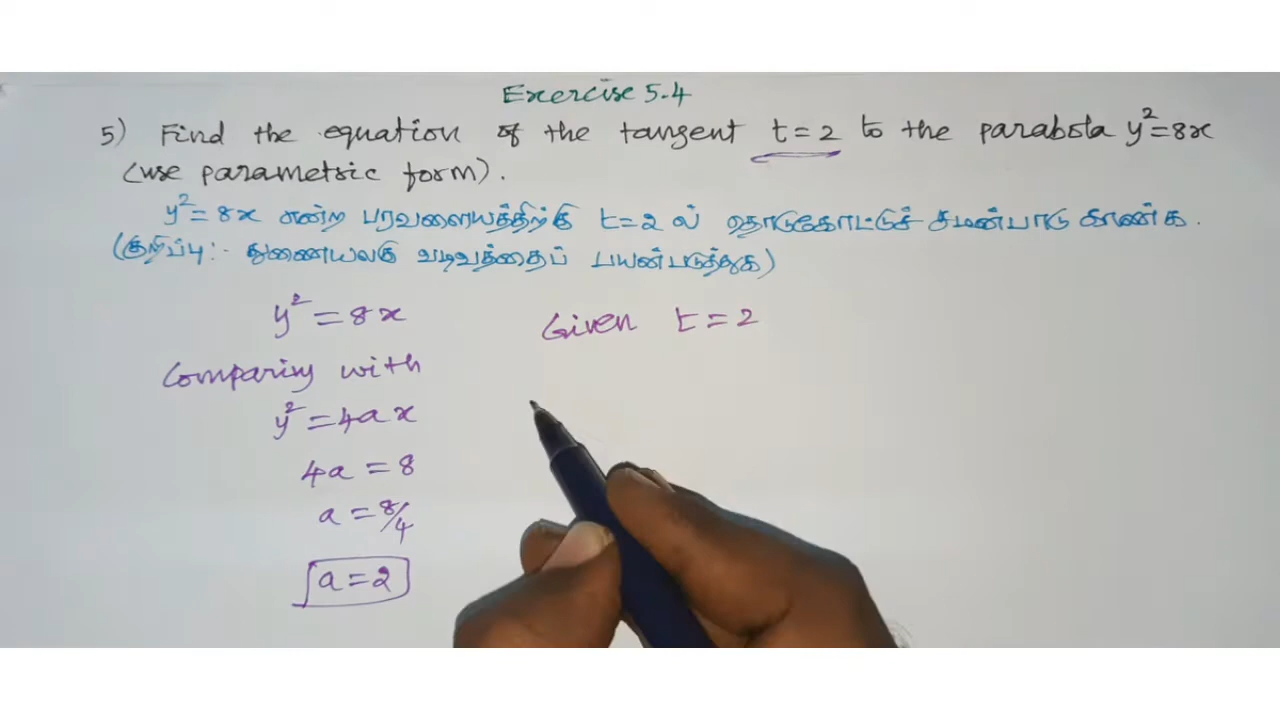 Exercise 5.4
5) Find the equation of the tangent t = 2 to the parabola y² = 8x
(use parametric form).
y² = 8x என்ற பரவளையத்திற்கு t = 2 ல் தொடுகோட்டுச் சமன்பாடு காண்க.
(குறிப்பு:- துணையலகு வடிவத்தைப் பயன்படுத்துக)
y² = 8x
Given t = 2
Comparing with
y² = 4ax
4a = 8
a = 8/4
a = 2